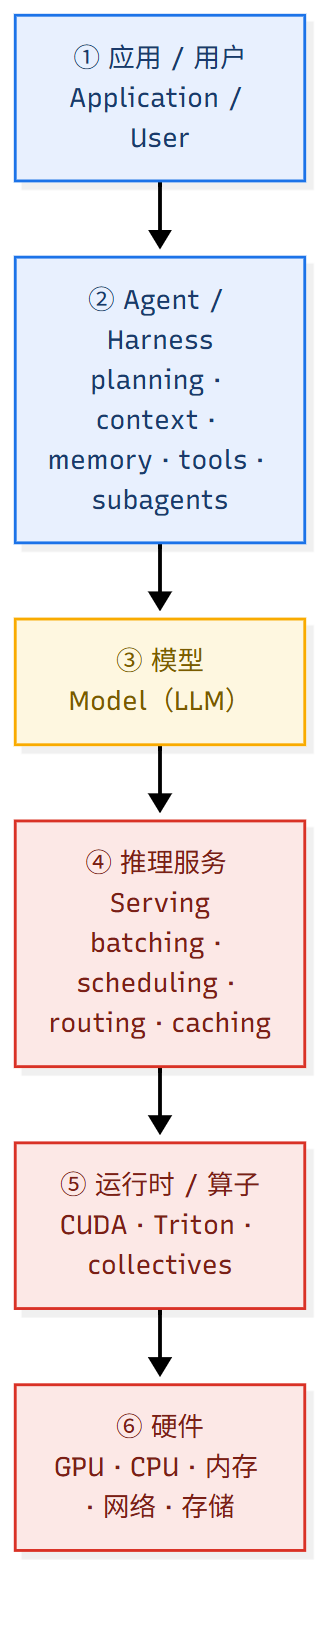 ① 应用 / 用户
Application /
User
② Agent /
Harness
planning ·
context ·
memory · tools ·
subagents
③ 模型
Model（LLM）
④ 推理服务
Serving
batching ·
scheduling ·
routing · caching
⑤ 运行时 / 算子
CUDA · Triton ·
collectives
⑥ 硬件
GPU · CPU · 内存
· 网络 · 存储